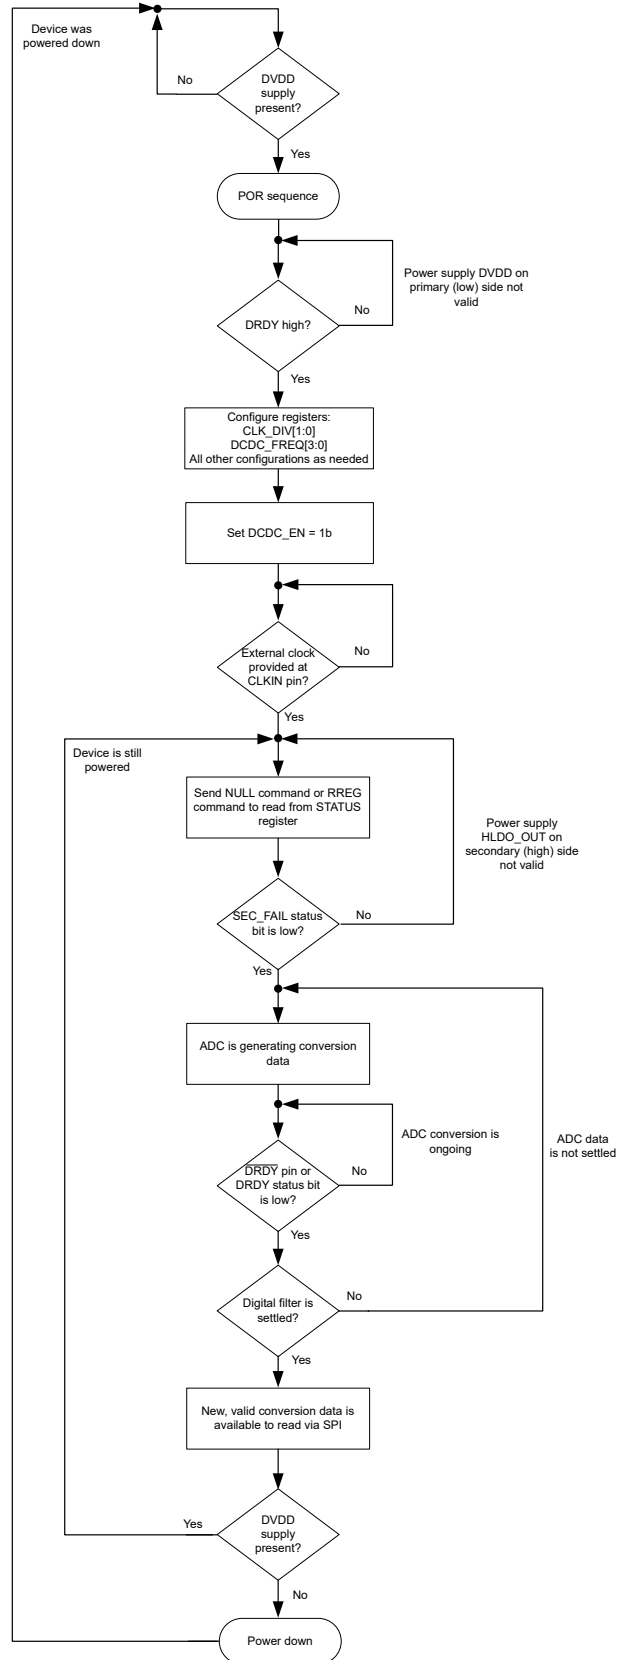 Device was
powered down
No
DVDD
supply
present?
Yes
POR sequence
Power supply DVDD on
primary (low) side not
valid
No
DRDY high?
Yes
Configure registers:
CLK_DIV[1:0]
DCDC_FREQ[3:0]
All other configurations as needed
Set DCDC_EN = 1b
External clock
provided at
CLKIN pin?
No
Yes
Device is still
powered
Send NULL command or RREG
command to read from STATUS
register
Power supply
HLDO_OUT on
secondary (high) side
not valid
SEC_FAIL status
bit is low?
No
Yes
ADC is generating conversion
data
ADC conversion is
ongoing
ADC data
is not settled
DRDY pin or
DRDY status bit
is low?
No
Yes
Digital filter is
settled?
No
Yes
New, valid conversion data is
available to read via SPI
Yes
DVDD
supply
present?
No
Power down